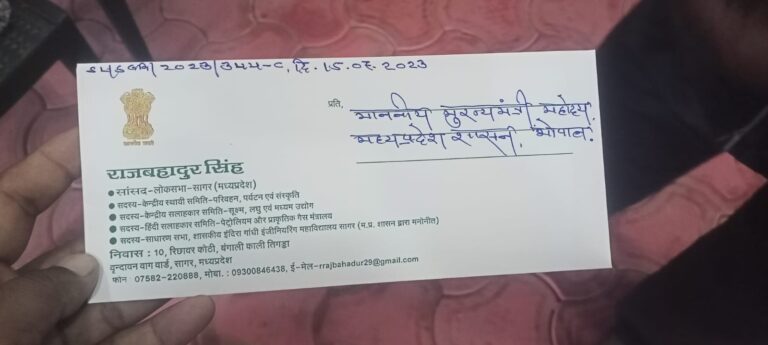 2023/344-C, दि. 15.07.2023
प्रति,
माननीय मुख्यमंत्री महोदय,
मध्यप्रदेश शासन, भोपाल.
राजबहादुर सिंह
● सांसद-लोकसभा-सागर (मध्यप्रदेश)
● सदस्य-केन्द्रीय स्थायी समिति-परिवहन, पर्यटन एवं संस्कृति
● सदस्य-केन्द्रीय सलाहकार समिति-सूक्ष्म, लघु एवं मध्यम उद्योग
● सदस्य-हिंदी सलाहकार समिति-पेट्रोलियम और प्राकृतिक गैस मंत्रालय
● सदस्य-साधारण सभा, शासकीय इंदिरा गांधी इंजीनियरिंग महाविद्यालय सागर (म.प्र. शासन द्वारा मनोनीत)
निवास : 10, रिछावर कोठी, बंगाली काली तिगड्डा
वृन्दावन वाग वार्ड, सागर, मध्यप्रदेश
फोन 07582-220888, मोबा. : 09300846438, ई-मेल-rrajbahadur29@gmail.com